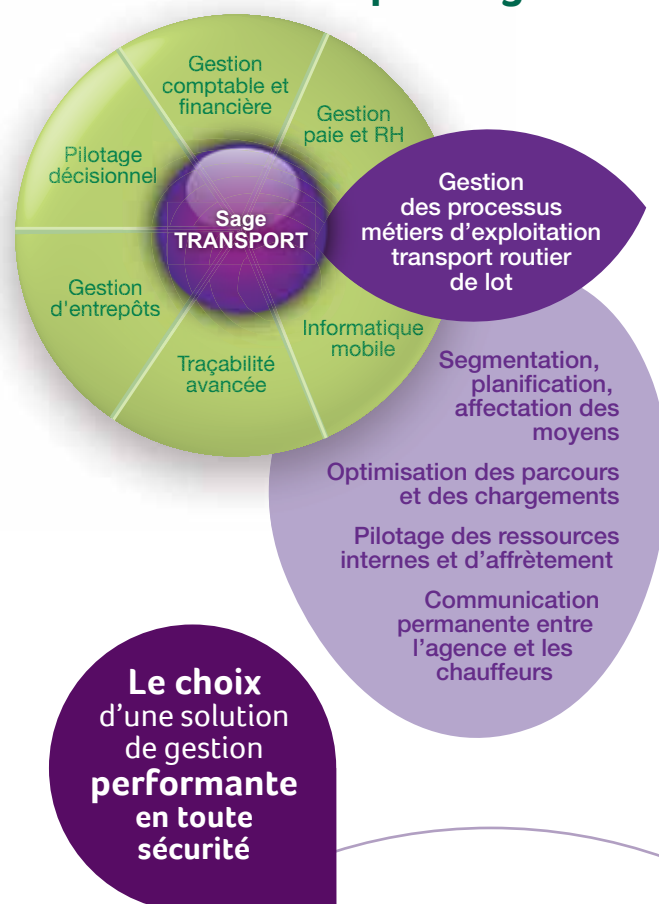 Gestion
comptable et
financière
Gestion
paie et RH
Pilotage
décisionnel
Sage
TRANSPORT
Gestion
des processus
métiers d'exploitation
transport routier
de lot
Gestion
d'entrepôts
Informatique
mobile
Traçabilité
avancée
Segmentation,
planification,
affectation des
moyens
Optimisation des parcours
et des chargements
Pilotage des ressources
internes et d'affrètement
Communication
permanente entre
l'agence et les
chauffeurs
Le choix
d'une solution
de gestion
performante
en toute
sécurité